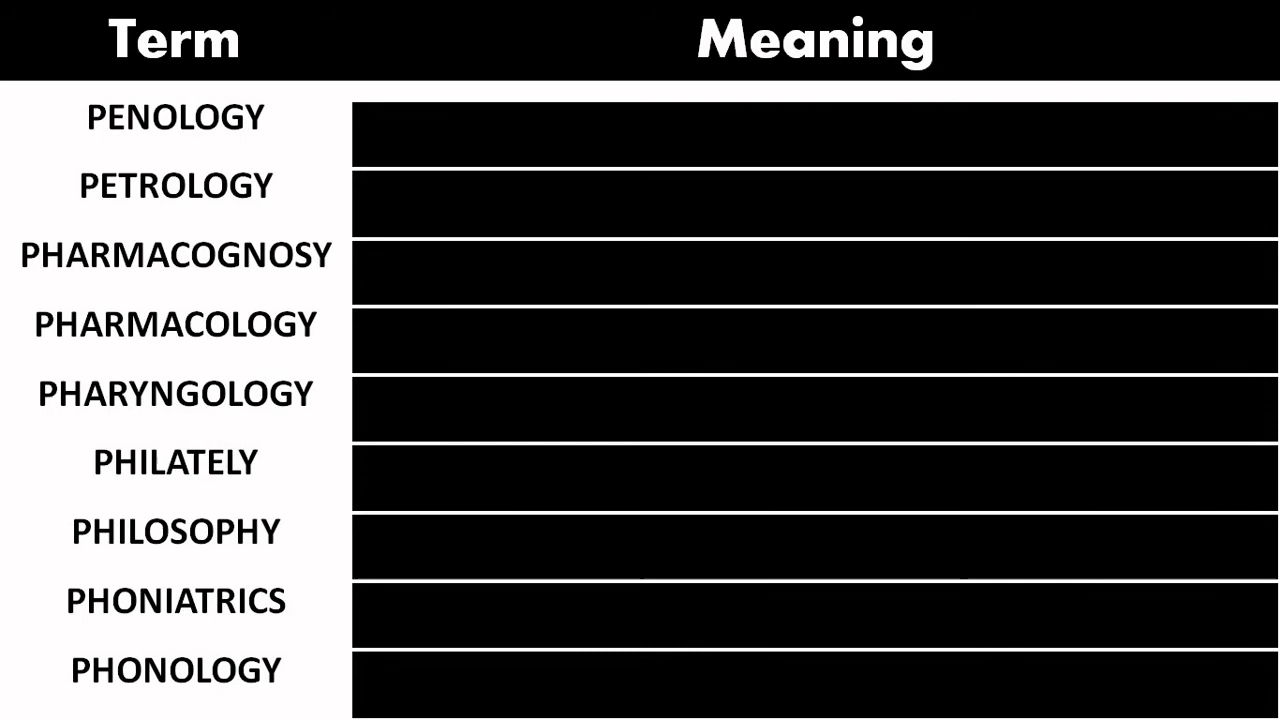 Term Meaning
PENOLOGY
PETROLOGY
PHARMACOGNOSY
PHARMACOLOGY
PHARYNGOLOGY
PHILATELY
PHILOSOPHY
PHONIATRICS
PHONOLOGY